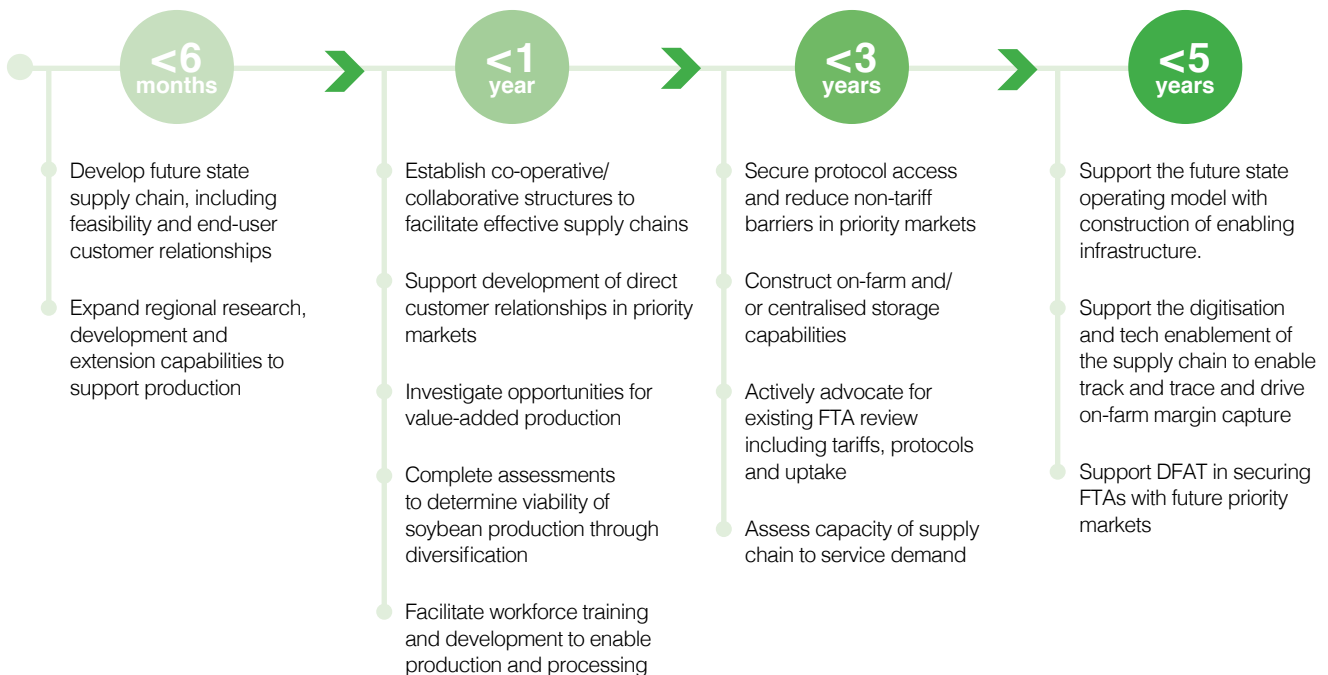 <6
months
Develop future state
supply chain, including
feasibility and end-user
customer relationships
Expand regional research,
development and
extension capabilities to
support production
<1
year
Establish co-operative/
collaborative structures to
facilitate effective supply chains
Support development of direct
customer relationships in priority
markets
Investigate opportunities for
value-added production
Complete assessments
to determine viability of
soybean production through
diversification
Facilitate workforce training
and development to enable
production and processing
<3
years
Secure protocol access
and reduce non-tariff
barriers in priority markets
Construct on-farm and/
or centralised storage
capabilities
Actively advocate for
existing FTA review
including tariffs, protocols
and uptake
Assess capacity of supply
chain to service demand
<5
years
Support the future state
operating model with
construction of enabling
infrastructure.
Support the digitisation
and tech enablement of
the supply chain to enable
track and trace and drive
on-farm margin capture
Support DFAT in securing
FTAs with future priority
markets